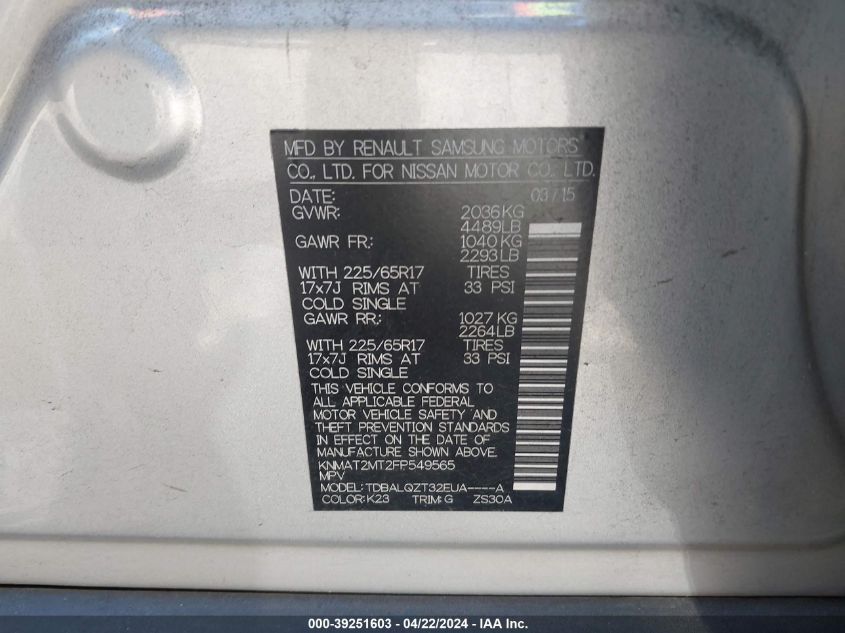 MFD BY RENAULT SAMSUNG MOTORS
CO., LTD. FOR NISSAN MOTOR CO., LTD.
DATE: 03/15
GVWR: 2036KG
4489LB
GAWR FR.: 1040KG
2293LB
WITH 225/65R17 TIRES
17x7J RIMS AT 33 PSI
COLD SINGLE
GAWR RR.: 1027KG
2264LB
WITH 225/65R17 TIRES
17x7J RIMS AT 33 PSI
COLD SINGLE
THIS VEHICLE CONFORMS TO
ALL APPLICABLE FEDERAL
MOTOR VEHICLE SAFETY AND
THEFT PREVENTION STANDARDS
IN EFFECT ON THE DATE OF
MANUFACTURE SHOWN ABOVE.
KNMAT2MT2FP549565
MPV
MODEL: TDBALQZT32EUA----A
COLOR: K23 TRIM: G ZS30A
000-39251603 - 04/22/2024 - IAA Inc.